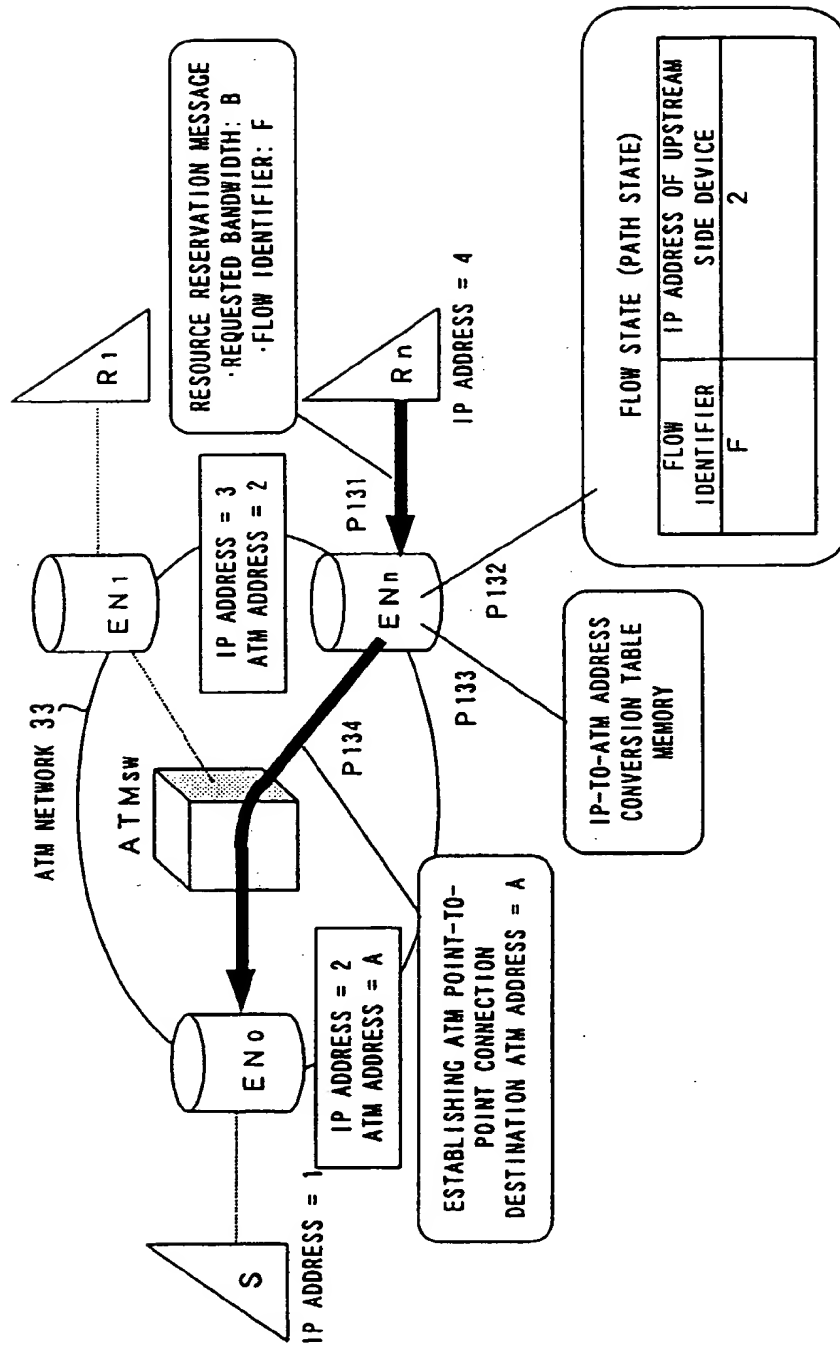 ATM NETWORK 33
R1
EN1
ATMSW
RESOURCE RESERVATION MESSAGE
·REQUESTED BANDWIDTH: B
·FLOW IDENTIFIER: F
IP ADDRESS = 3
ATM ADDRESS = 2
S
IP ADDRESS = 1
EN0
IP ADDRESS = 2
ATM ADDRESS = A
P134
ENn
P131
Rn
IP ADDRESS = 4
P133
P132
ESTABLISHING ATM POINT-TO-
POINT CONNECTION
DESTINATION ATM ADDRESS = A
IP-TO-ATM ADDRESS
CONVERSION TABLE
MEMORY
FLOW STATE (PATH STATE)
FLOW
IDENTIFIER
IP ADDRESS OF UPSTREAM
SIDE DEVICE
F
2